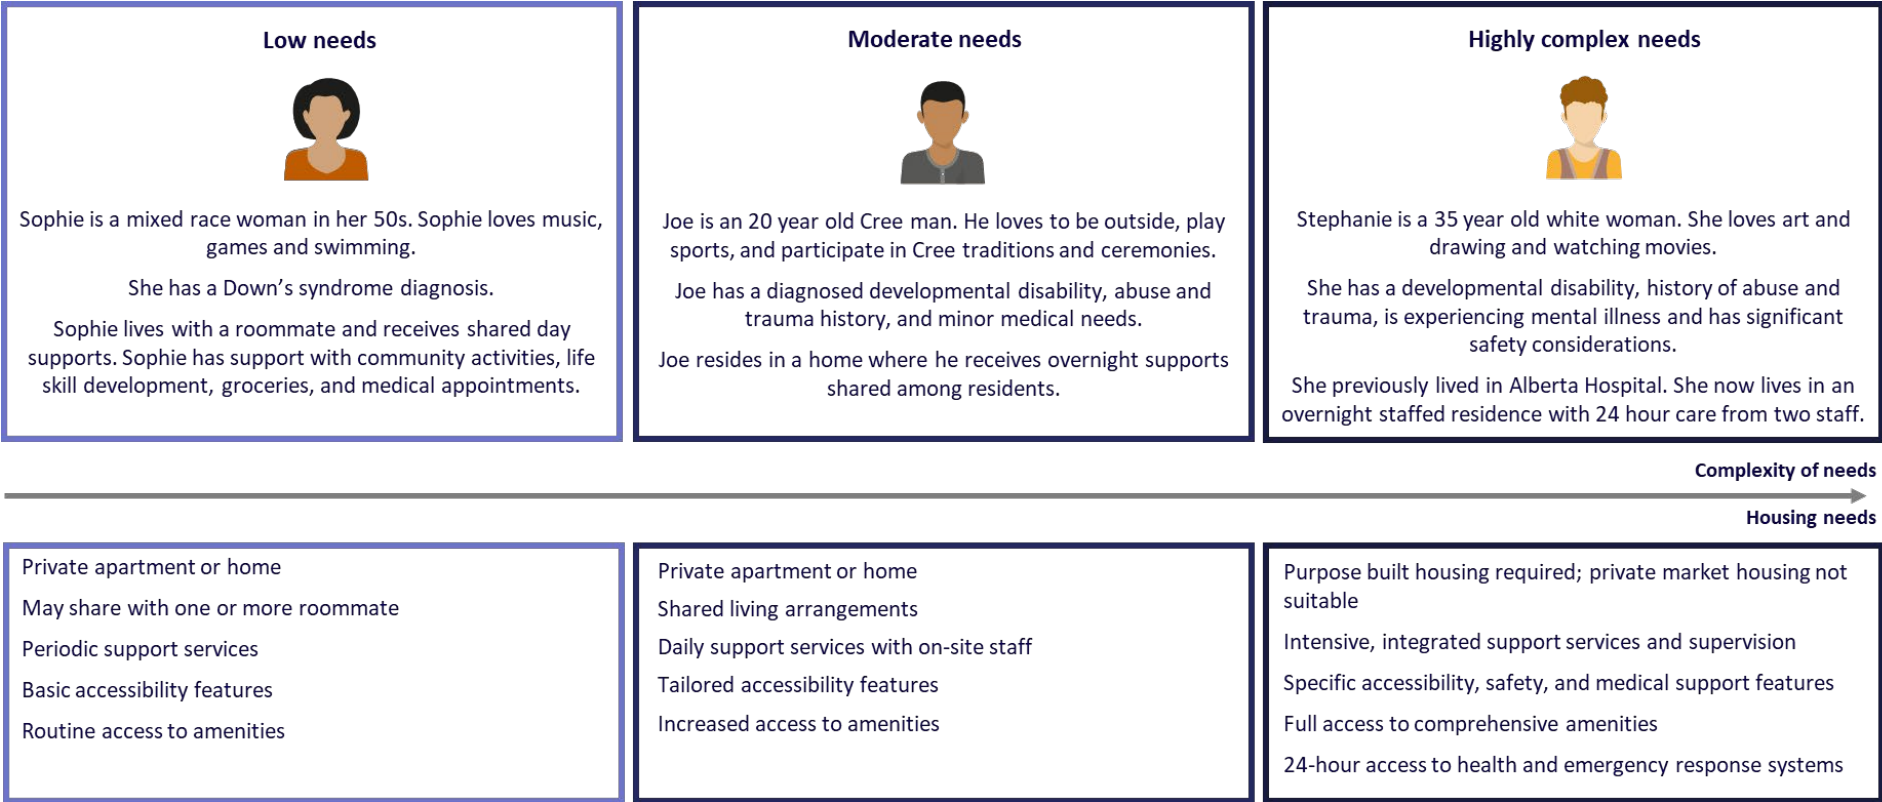 Low needs
Sophie is a mixed race woman in her 50s. Sophie loves music,
games and swimming.
She has a Down’s syndrome diagnosis.
Sophie lives with a roommate and receives shared day
supports. Sophie has support with community activities, life
skill development, groceries, and medical appointments.
Moderate needs
Joe is an 20 year old Cree man. He loves to be outside, play
sports, and participate in Cree traditions and ceremonies.
Joe has a diagnosed developmental disability, abuse and
trauma history, and minor medical needs.
Joe resides in a home where he receives overnight supports
shared among residents.
Highly complex needs
Stephanie is a 35 year old white woman. She loves art and
drawing and watching movies.
She has a developmental disability, history of abuse and
trauma, is experiencing mental illness and has significant
safety considerations.
She previously lived in Alberta Hospital. She now lives in an
overnight staffed residence with 24 hour care from two staff.
Complexity of needs
Housing needs
Private apartment or home
May share with one or more roommate
Periodic support services
Basic accessibility features
Routine access to amenities
Private apartment or home
Shared living arrangements
Daily support services with on-site staff
Tailored accessibility features
Increased access to amenities
Purpose built housing required; private market housing not
suitable
Intensive, integrated support services and supervision
Specific accessibility, safety, and medical support features
Full access to comprehensive amenities
24-hour access to health and emergency response systems